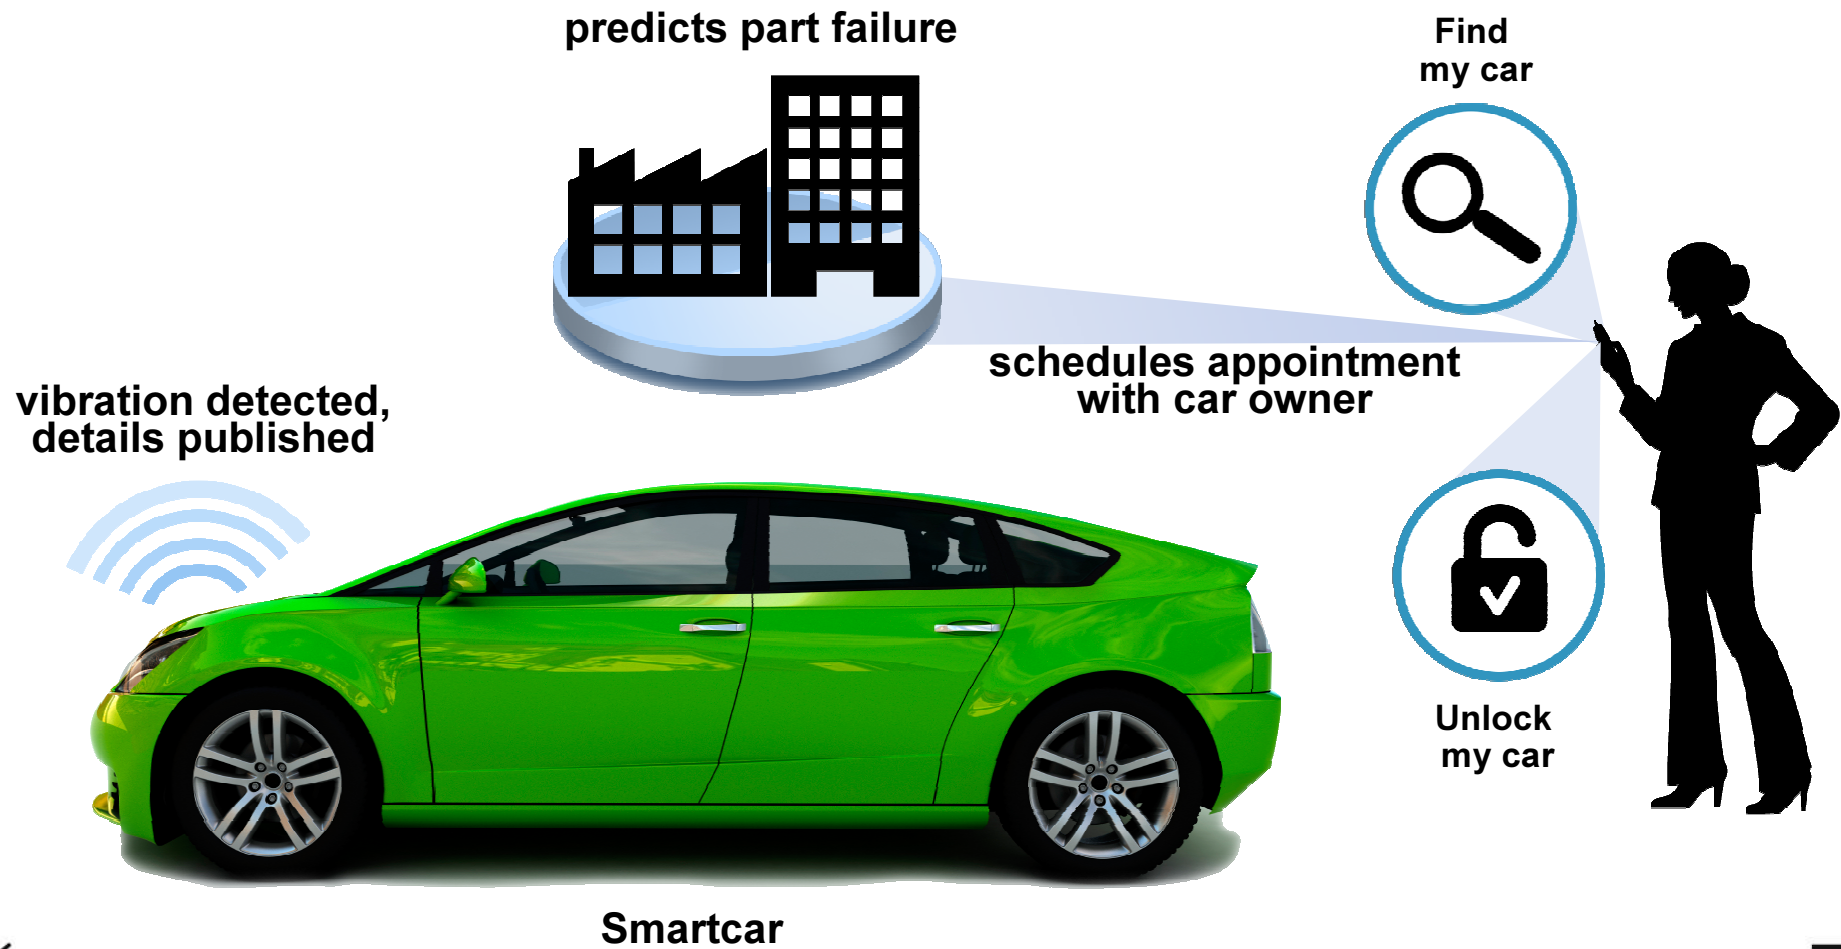 predicts part failure
Find
my car
schedules appointment
with car owner
vibration detected,
details published
Unlock
my car
Smartcar